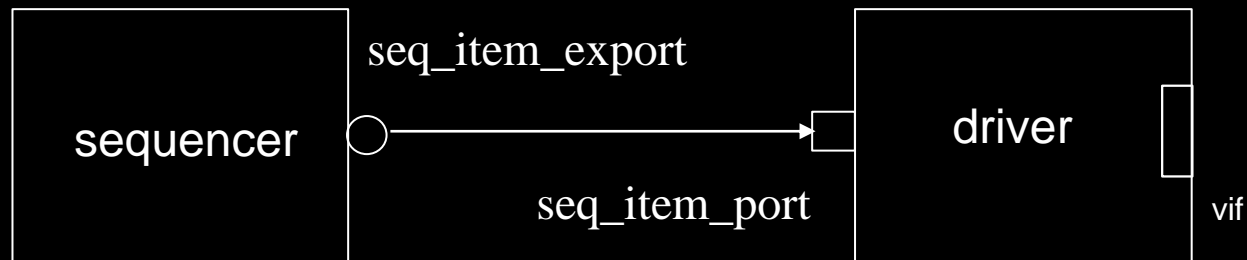 seq_item_export
sequencer
driver
seq_item_port
vif